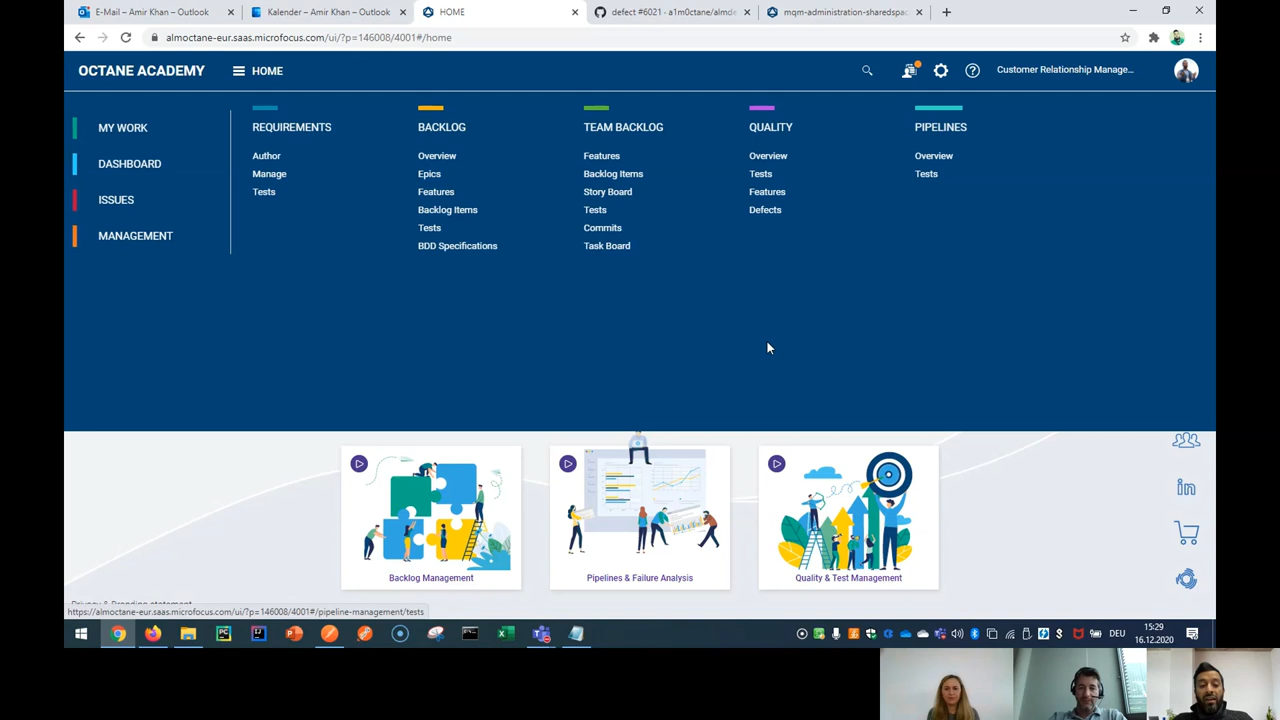 E-Mail – Amir Khan – Outlook
Kalender – Amir Khan – Outlook
HOME
defect #6021 · a1m0ctane/almde
mqm-administration-sharedspac
almoctane-eur.saas.microfocus.com/ui/?p=146008/4001#/home
OCTANE ACADEMY
HOME
Customer Relationship Manage...
MY WORK
DASHBOARD
ISSUES
MANAGEMENT
REQUIREMENTS
Author
Manage
Tests
BACKLOG
Overview
Epics
Features
Backlog Items
Tests
BDD Specifications
TEAM BACKLOG
Features
Backlog Items
Story Board
Tests
Commits
Task Board
QUALITY
Overview
Tests
Features
Defects
PIPELINES
Overview
Tests
Backlog Management
Pipelines & Failure Analysis
Quality & Test Management
Privacy & Branding statement
https://almoctane-eur.saas.microfocus.com/ui/?p=146008/4001#/pipeline-management/tests
DEU
15:29
16.12.2020